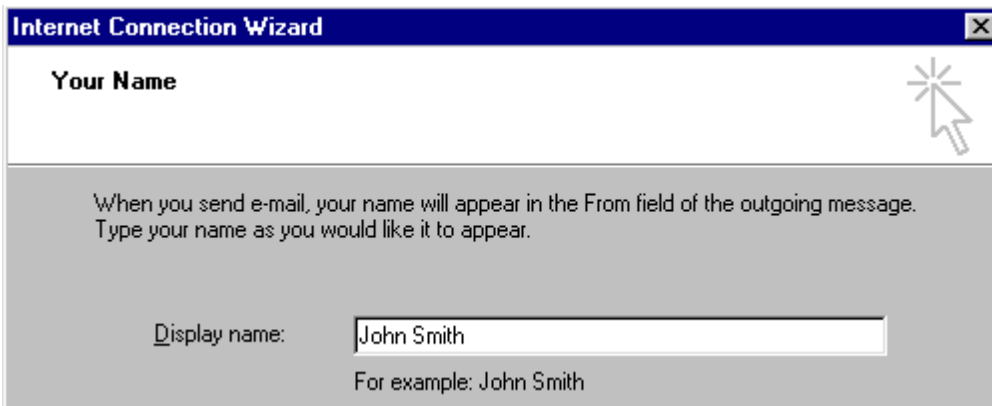 Internet Connection Wizard
Your Name
When you send e-mail, your name will appear in the From field of the outgoing message.
Type your name as you would like it to appear.
Display name: John Smith
For example: John Smith